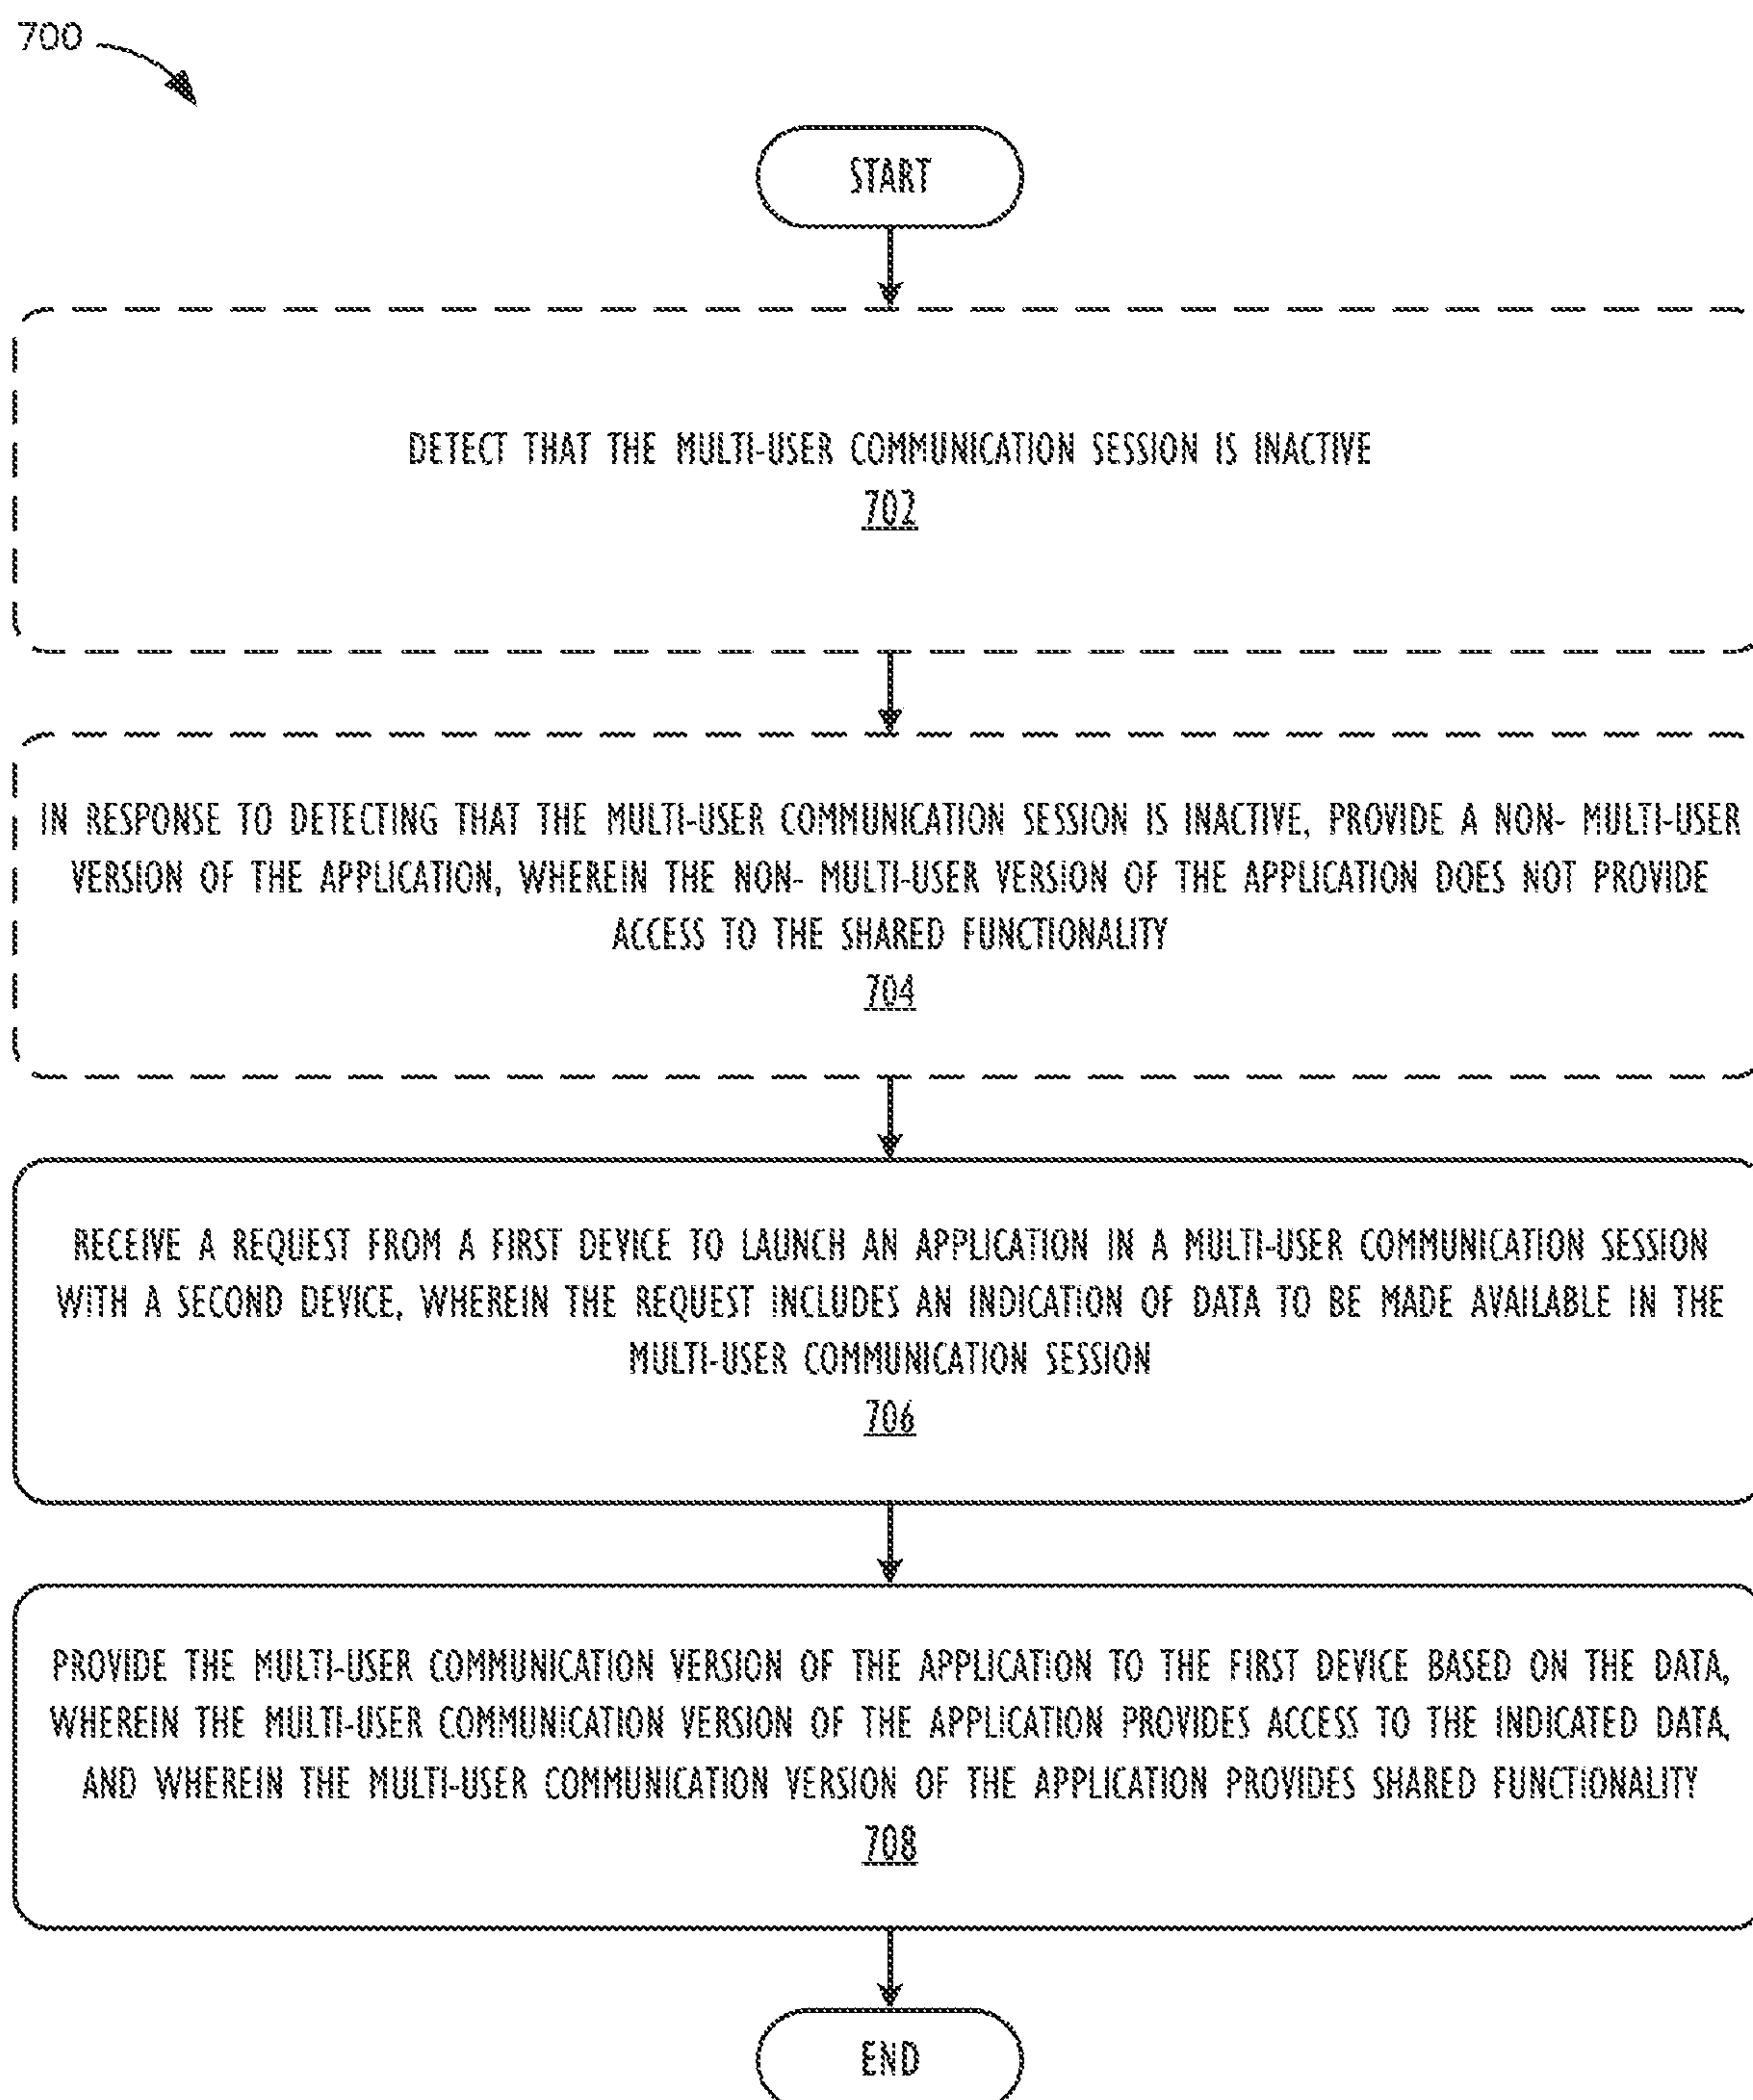 700
START
DETECT THAT THE MULTI-USER COMMUNICATION SESSION IS INACTIVE
702
IN RESPONSE TO DETECTING THAT THE MULTI-USER COMMUNICATION SESSION IS INACTIVE, PROVIDE A NON- MULTI-USER
VERSION OF THE APPLICATION, WHEREIN THE NON- MULTI-USER VERSION OF THE APPLICATION DOES NOT PROVIDE
ACCESS TO THE SHARED FUNCTIONALITY
704
RECEIVE A REQUEST FROM A FIRST DEVICE TO LAUNCH AN APPLICATION IN A MULTI-USER COMMUNICATION SESSION
WITH A SECOND DEVICE, WHEREIN THE REQUEST INCLUDES AN INDICATION OF DATA TO BE MADE AVAILABLE IN THE
MULTI-USER COMMUNICATION SESSION
706
PROVIDE THE MULTI-USER COMMUNICATION VERSION OF THE APPLICATION TO THE FIRST DEVICE BASED ON THE DATA,
WHEREIN THE MULTI-USER COMMUNICATION VERSION OF THE APPLICATION PROVIDES ACCESS TO THE INDICATED DATA,
AND WHEREIN THE MULTI-USER COMMUNICATION VERSION OF THE APPLICATION PROVIDES SHARED FUNCTIONALITY
708
END